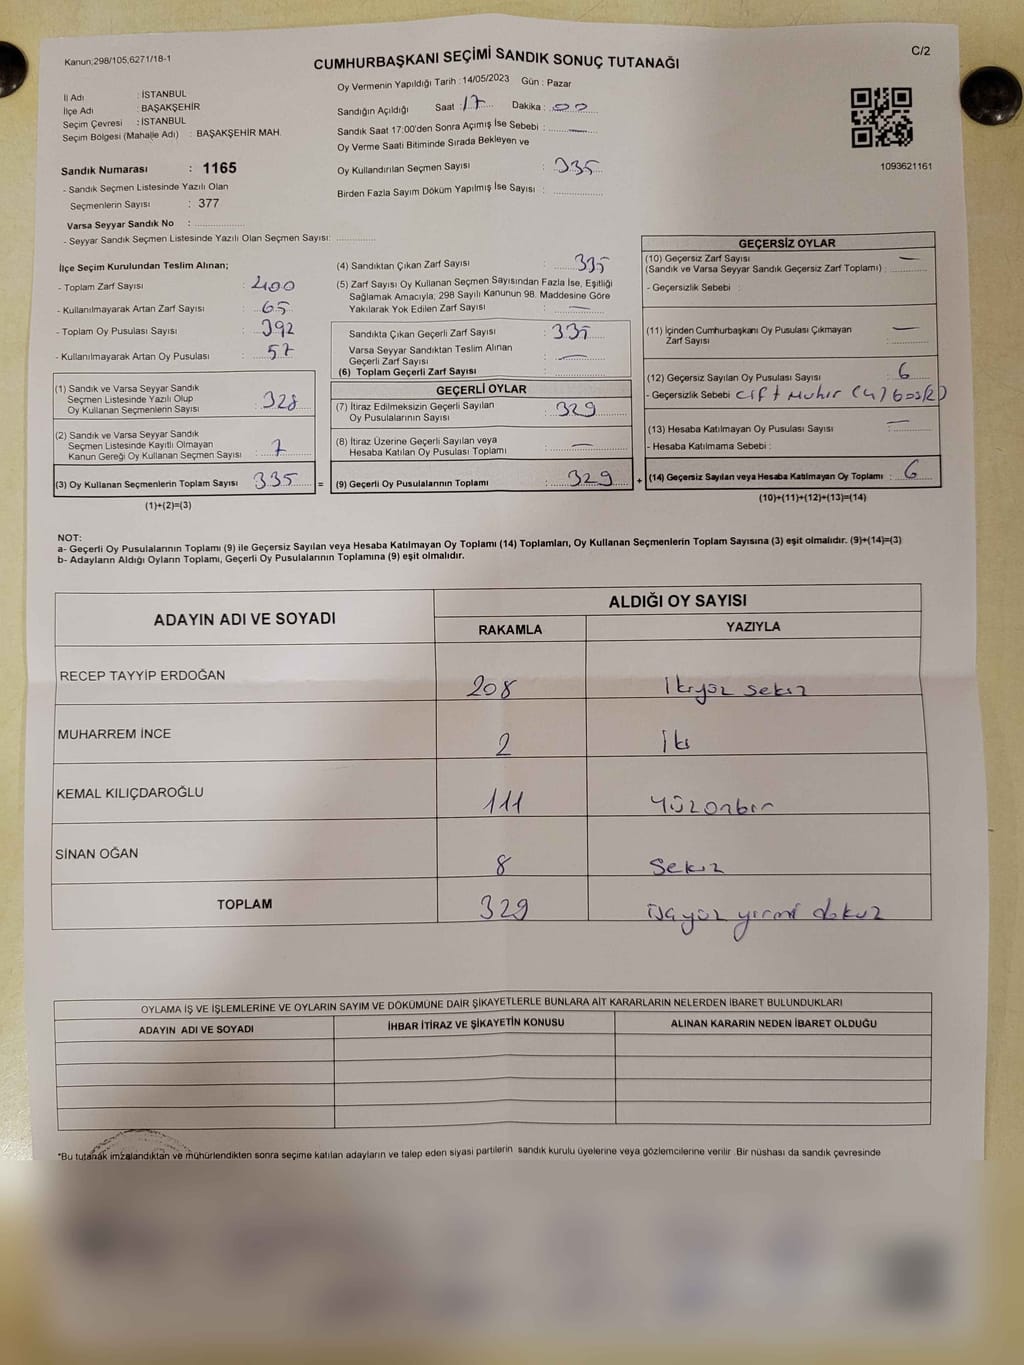 Kanun;298/105,6271/18-1
C/2
CUMHURBAŞKANI SEÇİMİ SANDIK SONUÇ TUTANAĞI
İl Adı : İSTANBUL
İlçe Adı : BAŞAKŞEHİR
Seçim Çevresi : İSTANBUL
Seçim Bölgesi (Mahalle Adı) : BAŞAKŞEHİR MAH.
Sandık Numarası : 1165
- Sandık Seçmen Listesinde Yazılı Olan
Seçmenlerin Sayısı : 377
Varsa Seyyar Sandık No :
- Seyyar Sandık Seçmen Listesinde Yazılı Olan Seçmen Sayısı:
Oy Vermenin Yapıldığı Tarih : 14/05/2023 Gün : Pazar
Sandığın Açıldığı Saat : 17 Dakika : 00
Sandık Saat 17:00'den Sonra Açımış İse Sebebi : —
Oy Verme Saati Bitiminde Sırada Bekleyen ve
Oy Kullandırılan Seçmen Sayısı : 335
Birden Fazla Sayım Döküm Yapılmış İse Sayısı :
1093621161
İlçe Seçim Kurulundan Teslim Alınan;
- Toplam Zarf Sayısı : 400
- Kullanılmayarak Artan Zarf Sayısı : 65
- Toplam Oy Pusulası Sayısı : 392
- Kullanılmayarak Artan Oy Pusulası : 57
(1) Sandık ve Varsa Seyyar Sandık
Seçmen Listesinde Yazılı Olup
Oy Kullanan Seçmenlerin Sayısı : 328
(2) Sandık ve Varsa Seyyar Sandık
Seçmen Listesinde Kayıtlı Olmayan
Kanun Gereği Oy Kullanan Seçmen Sayısı : 7
(3) Oy Kullanan Seçmenlerin Toplam Sayısı : 335 =
(1)+(2)=(3)
(4) Sandıktan Çıkan Zarf Sayısı : 335
(5) Zarf Sayısı Oy Kullanan Seçmen Sayısından Fazla İse, Eşitliği
Sağlamak Amacıyla; 298 Sayılı Kanunun 98. Maddesine Göre
Yakılarak Yok Edilen Zarf Sayısı : —
Sandıkta Çıkan Geçerli Zarf Sayısı : 335
Varsa Seyyar Sandıktan Teslim Alınan
Geçerli Zarf Sayısı : —
(6) Toplam Geçerli Zarf Sayısı :
GEÇERLİ OYLAR
(7) İtiraz Edilmeksizin Geçerli Sayılan
Oy Pusulasının Sayısı : 329
(8) İtiraz Üzerine Geçerli Sayılan veya
Hesaba Katılan Oy Pusulası Toplamı : —
(9) Geçerli Oy Pusulalarının Toplamı : 329 +
GEÇERSİZ OYLAR
(10) Geçersiz Zarf Sayısı
(Sandık ve Varsa Seyyar Sandık Geçersiz Zarf Toplamı) : —
- Geçersizlik Sebebi :
(11) İçinden Cumhurbaşkanı Oy Pusulası Çıkmayan
Zarf Sayısı : —
(12) Geçersiz Sayılan Oy Pusulası Sayısı : 6
- Geçersizlik Sebebi Çift Muhür (4) boş(2)
(13) Hesaba Katılmayan Oy Pusulası Sayısı : —
- Hesaba Katılmama Sebebi :
(14) Geçersiz Sayılan veya Hesaba Katılmayan Oy Toplamı : 6
(10)+(11)+(12)+(13)=(14)
NOT:
a- Geçerli Oy Pusulalarının Toplamı (9) ile Geçersiz Sayılan veya Hesaba Katılmayan Oy Toplamı (14) Toplamları, Oy Kullanan Seçmenlerin Toplam Sayısına (3) eşit olmalıdır. (9)+(14)=(3)
b- Adayların Aldığı Oyların Toplamı, Geçerli Oy Pusulalarının Toplamına (9) eşit olmalıdır.
ADAYIN ADI VE SOYADI
ALDIĞI OY SAYISI
RAKAMLA YAZIYLA
RECEP TAYYİP ERDOĞAN 208 İkiyüz sekiz
MUHARREM İNCE 2 İki
KEMAL KILIÇDAROĞLU 111 Yüzonbir
SİNAN OĞAN 8 Sekiz
TOPLAM 329 üçyüz yirmi dokuz
OYLAMA İŞ VE İŞLEMLERİNE VE OYLARIN SAYIM VE DÖKÜMÜNE DAİR ŞİKAYETLERLE BUNLARA AİT KARARLARIN NELERDEN İBARET BULUNDUKLARI
ADAYIN ADI VE SOYADI İHBAR İTİRAZ VE ŞİKAYETİN KONUSU ALINAN KARARIN NEDEN İBARET OLDUĞU
*Bu tutanak imzalandıktan ve mühürlendikten sonra seçime katılan adayların ve talep eden siyasi partilerin sandık kurulu üyelerine veya gözlemcilerine verilir. Bir nüshası da sandık çevresinde